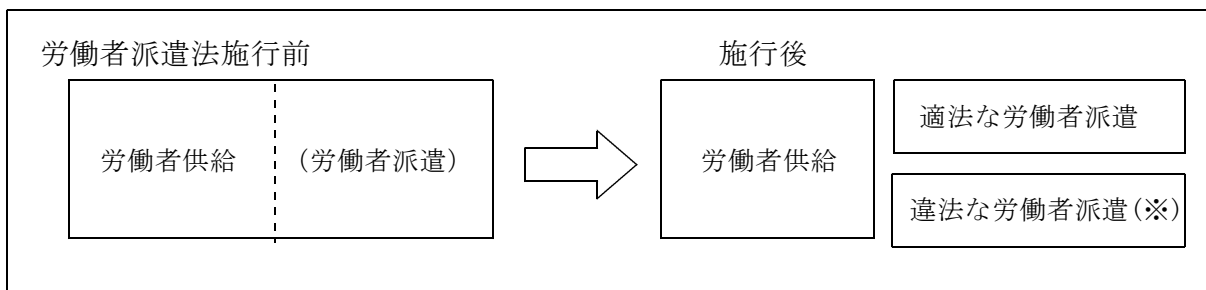 労働者派遣法施行前
施行後
労働者供給
(労働者派遣)
労働者供給
適法な労働者派遣
違法な労働者派遣(※)